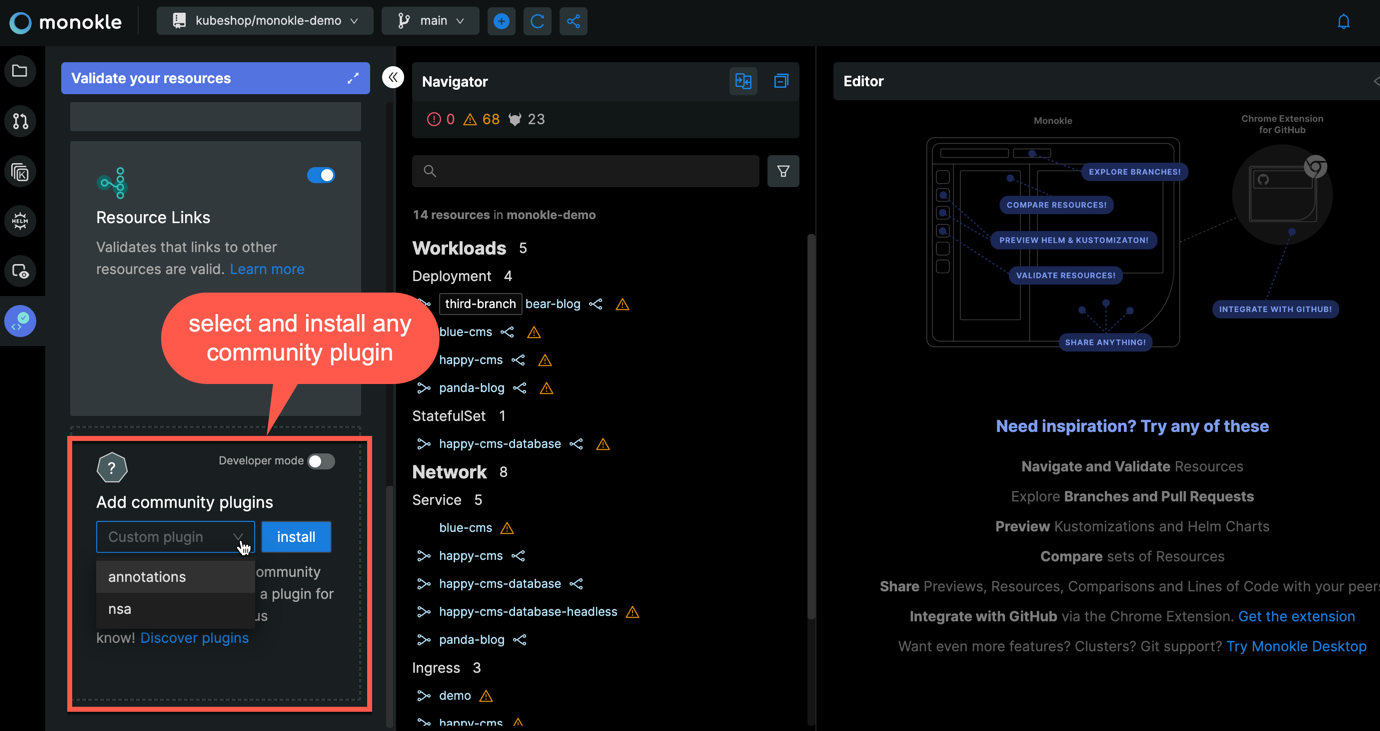 monokle
kubeshop/monokle-demo
main
Validate your resources
Resource Links
Validates that links to other
resources are valid. Learn more
select and install any
community plugin
?
Developer mode
Add community plugins
Custom plugin
install
annotations
nsa
ommunity
a plugin for
us
know! Discover plugins
HELM
K
Navigator
0 68 23
14 resources in monokle-demo
Workloads 5
Deployment 4
third-branch bear-blog
blue-cms
happy-cms
panda-blog
StatefulSet 1
happy-cms-database
Network 8
Service 5
blue-cms
happy-cms
happy-cms-database
happy-cms-database-headless
panda-blog
Ingress 3
demo
happy-cms
Editor
Monokle
Chrome Extension
for GitHub
EXPLORE BRANCHES!
COMPARE RESOURCES!
PREVIEW HELM & KUSTOMIZATON!
VALIDATE RESOURCES!
INTEGRATE WITH GITHUB!
SHARE ANYTHING!
Need inspiration? Try any of these
Navigate and Validate Resources
Explore Branches and Pull Requests
Preview Kustomizations and Helm Charts
Compare sets of Resources
Share Previews, Resources, Comparisons and Lines of Code with your peers
Integrate with GitHub via the Chrome Extension. Get the extension
Want even more features? Clusters? Git support? Try Monokle Desktop